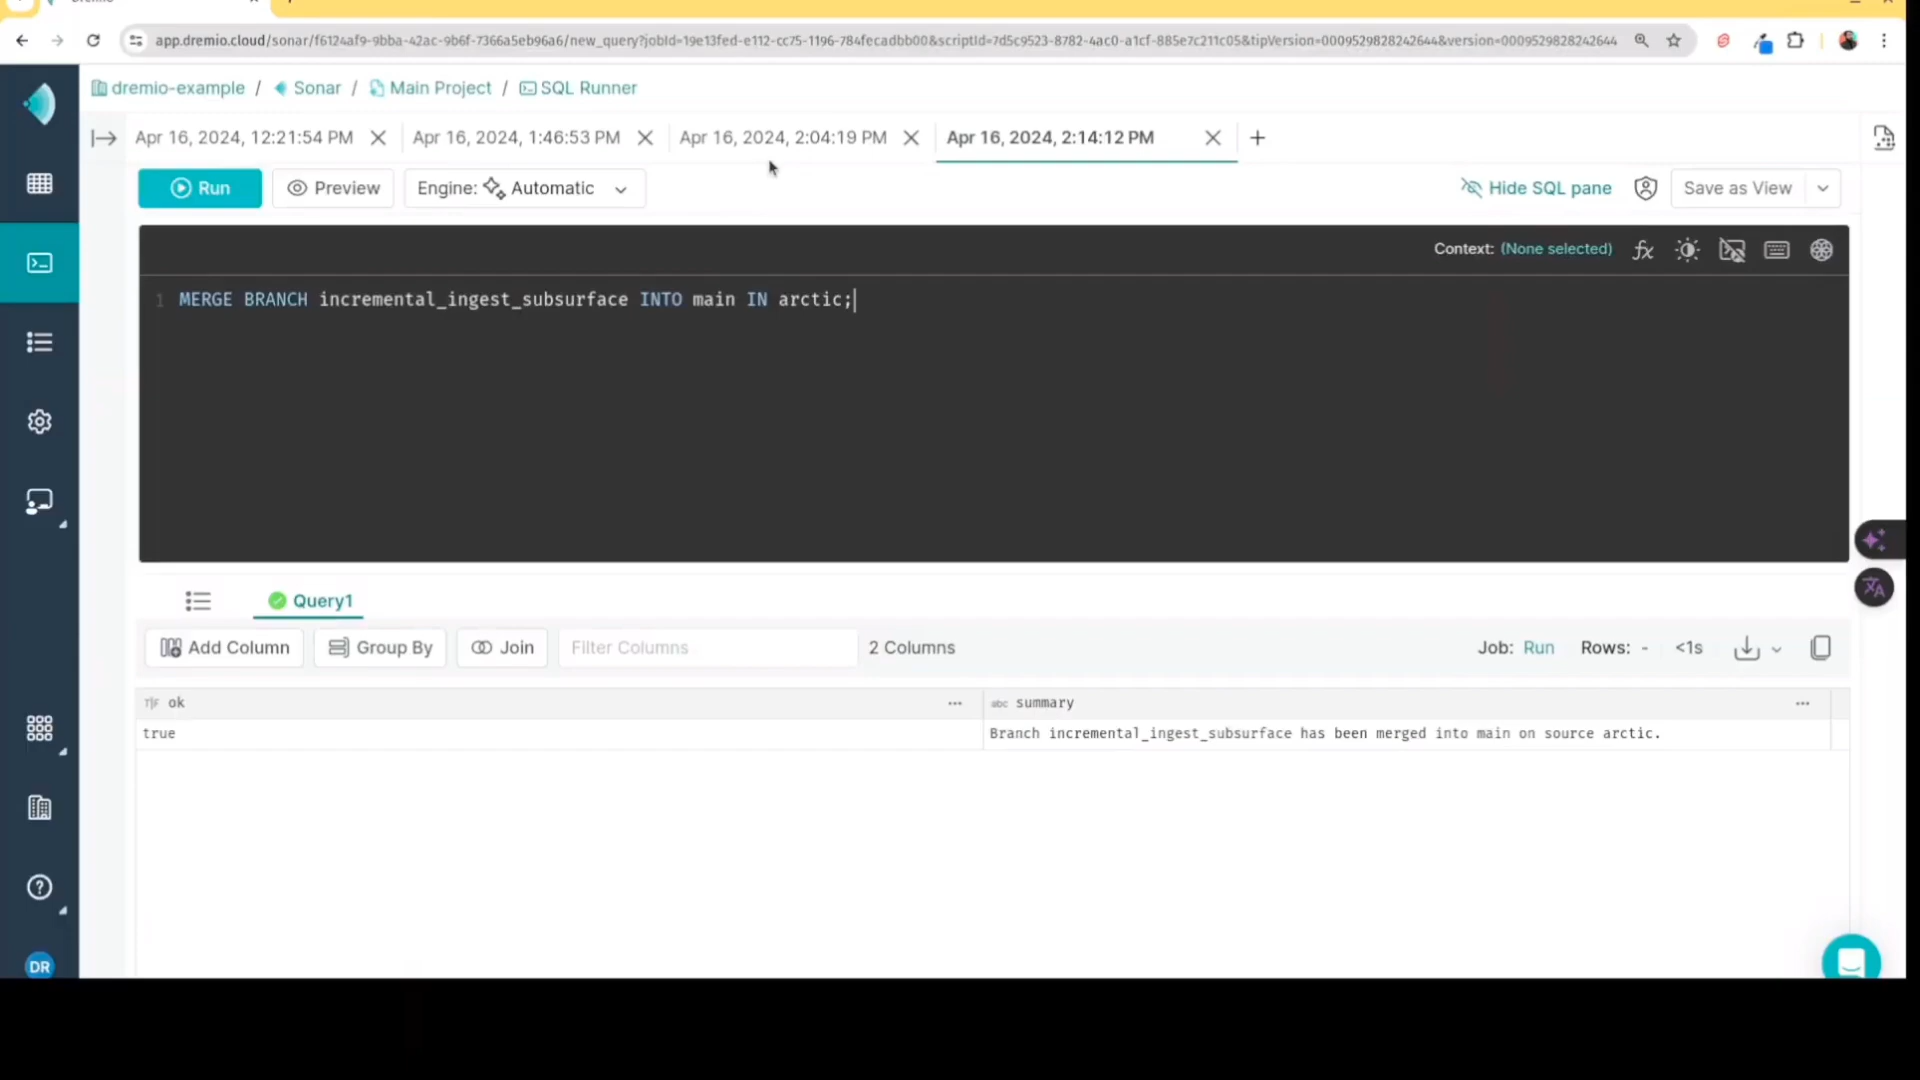 app.dremio.cloud/sonar/f6124af9-9bba-42ac-9b6f-7366a5eb96a6/new_query?jobId=19e13fed-e112-cc75-1196-784fecadbb00&scriptId=7d5c9523-8782-4ac0-a1cf-885e7c211c05&tipVersion=0009529828242644&version=0009529828242644
dremio-example / Sonar / Main Project / SQL Runner
Apr 16, 2024, 12:21:54 PM Apr 16, 2024, 1:46:53 PM Apr 16, 2024, 2:04:19 PM Apr 16, 2024, 2:14:12 PM
Run Preview Engine: Automatic Hide SQL pane Save as View
Context: (None selected) fx
1 MERGE BRANCH incremental_ingest_subsurface INTO main IN arctic;
Query1
Add Column Group By Join Filter Columns 2 Columns Job: Run Rows: - <1s
T|F ok ... abc summary ...
true Branch incremental_ingest_subsurface has been merged into main on source arctic.
DR